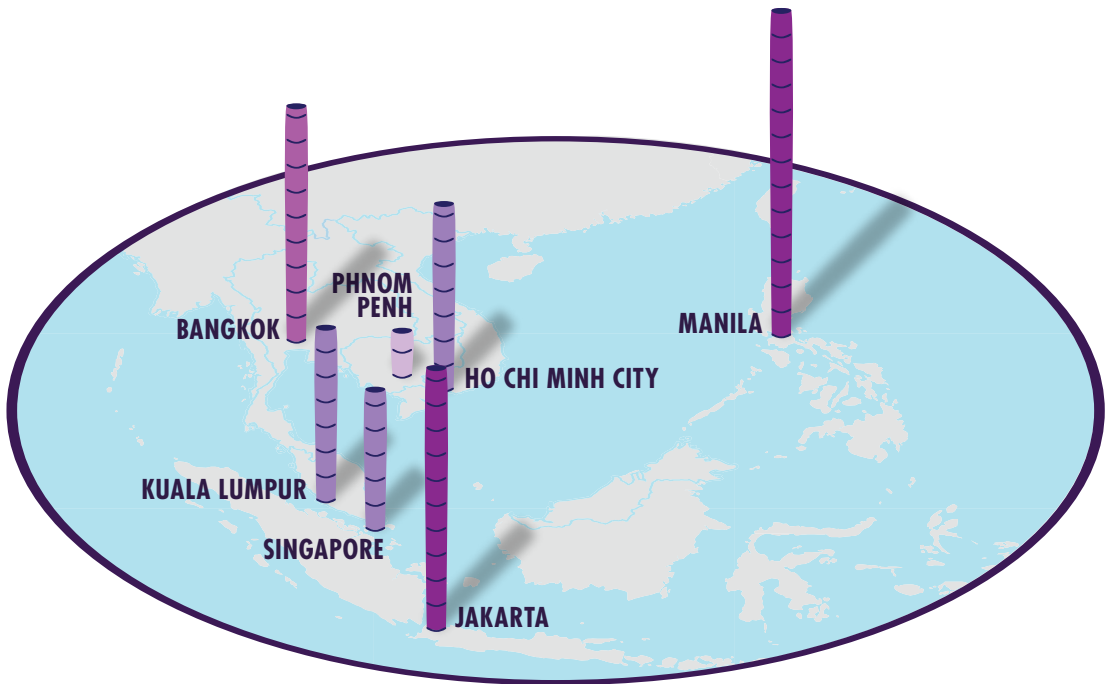 PHNOM
PENH
BANGKOK
MANILA
HO CHI MINH CITY
KUALA LUMPUR
SINGAPORE
JAKARTA